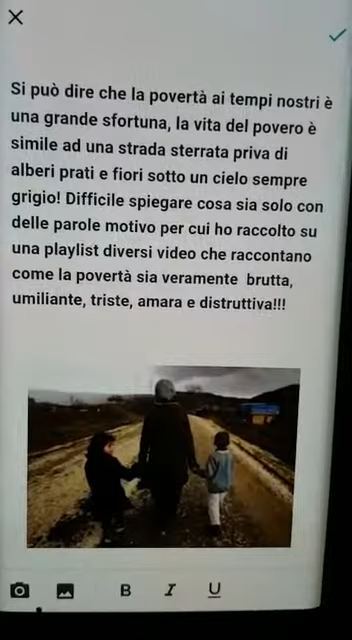 Si può dire che la povertà ai tempi nostri è
una grande sfortuna, la vita del povero è
simile ad una strada sterrata priva di
alberi prati e fiori sotto un cielo sempre
grigio! Difficile spiegare cosa sia solo con
delle parole motivo per cui ho raccolto su
una playlist diversi video che raccontano
come la povertà sia veramente  brutta,
umiliante, triste, amara e distruttiva!!!
B I U